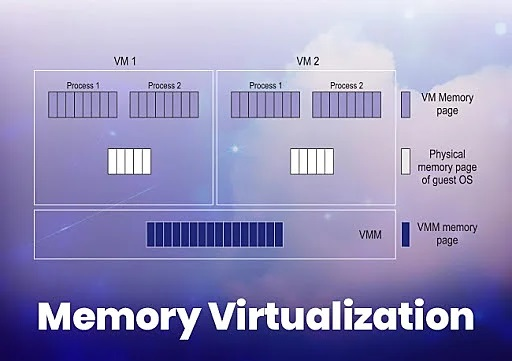 VM 1
VM 2
Process 1
Process 2
Process 1
Process 2
VM Memory
page
Physical
memory page
of guest OS
VMM
VMM memory
page
Memory Virtualization